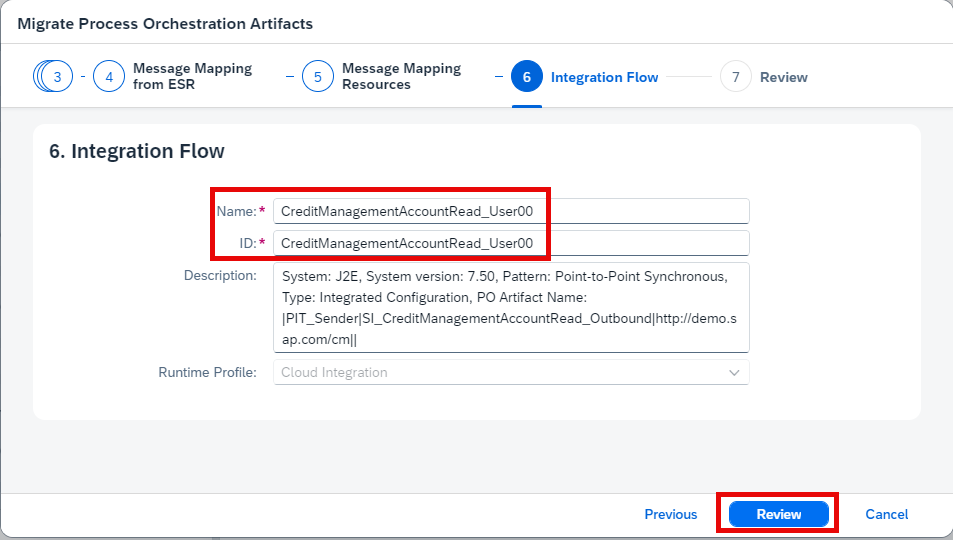 Migrate Process Orchestration Artifacts
3
4
Message Mapping
from ESR
5
Message Mapping
Resources
6
Integration Flow
7
Review
6. Integration Flow
Name:* CreditManagementAccountRead_User00
ID:* CreditManagementAccountRead_User00
Description: System: J2E, System version: 7.50, Pattern: Point-to-Point Synchronous,
Type: Integrated Configuration, PO Artifact Name:
|PIT_Sender|SI_CreditManagementAccountRead_Outbound|http://demo.s
ap.com/cm||
Runtime Profile: Cloud Integration
Previous Review Cancel